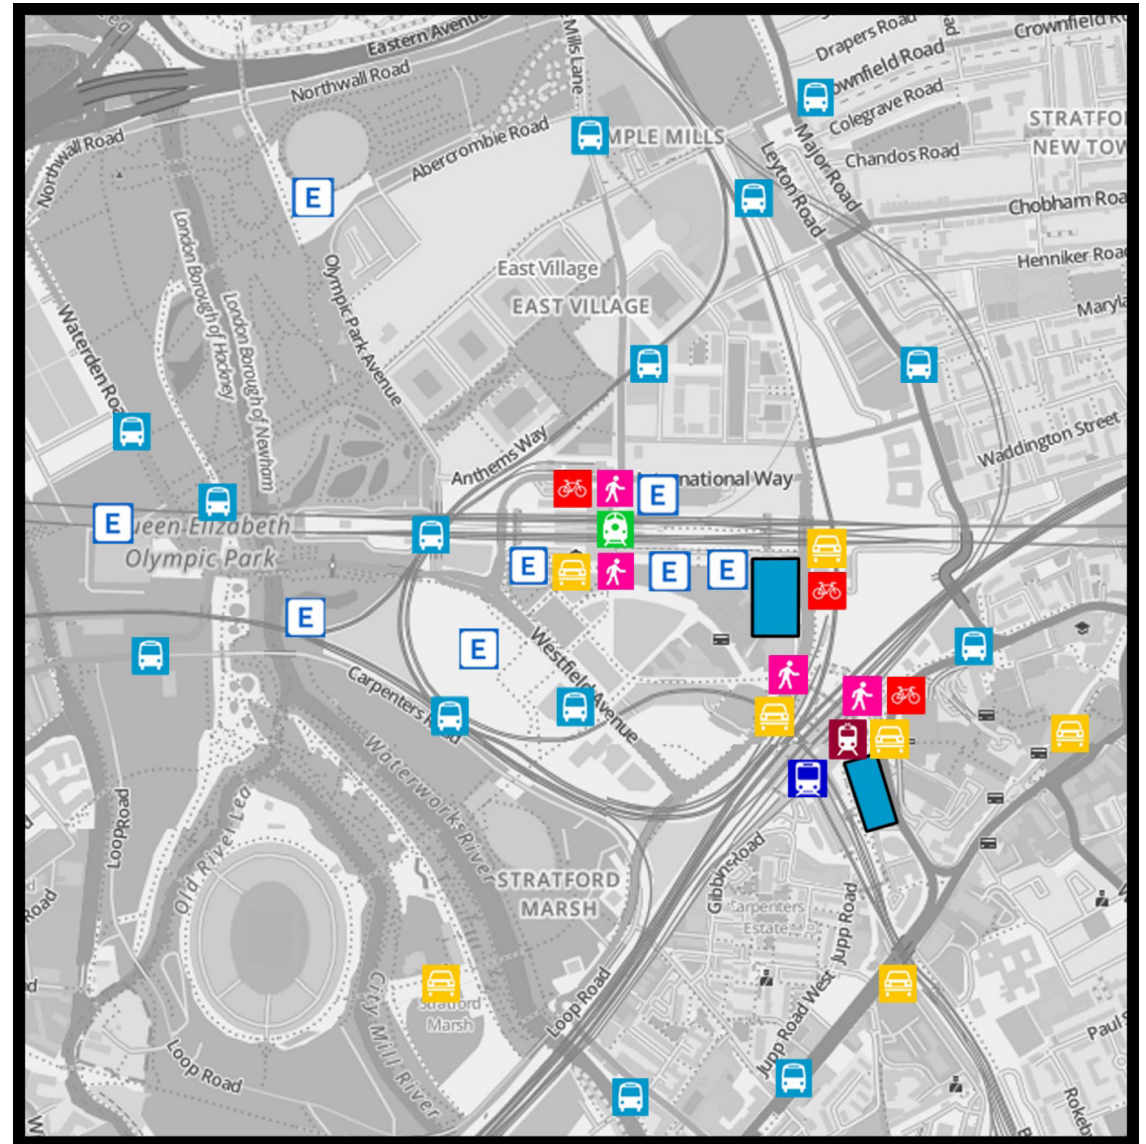 Eastern Avenue
Mills Lane
Drapers Road
Crownfield R
ownfield Road
Northwall Road
Colegrave Road
STRATFO
NEW TOW
MPLE MILLS
Abercrombie Road
Major Road
Leyton Road
Chandos Road
Northwall Road
E
Chobham Roa
London Borough of Hackney
London Borough of Newham
Olympic Park Avenue
East Village
EAST VILLAGE
Henniker Road
Maryla
Waterden Roa
Anthems Way
Waddington Street
national Way
E
E
ueen Elizabeth
Olympic Park
E
E
E
E
E
Westfield Avenue
Carpenters Road
Waterworks River
Loop Road
Old River Lea
STRATFORD
MARSH
Gibbins Road
Carpenters
Estate
Jupp Road
Road
City Mill River
Stratford
Marsh
Loop Road
Jupp Road West
Loop Road
Paul S
Rokeb